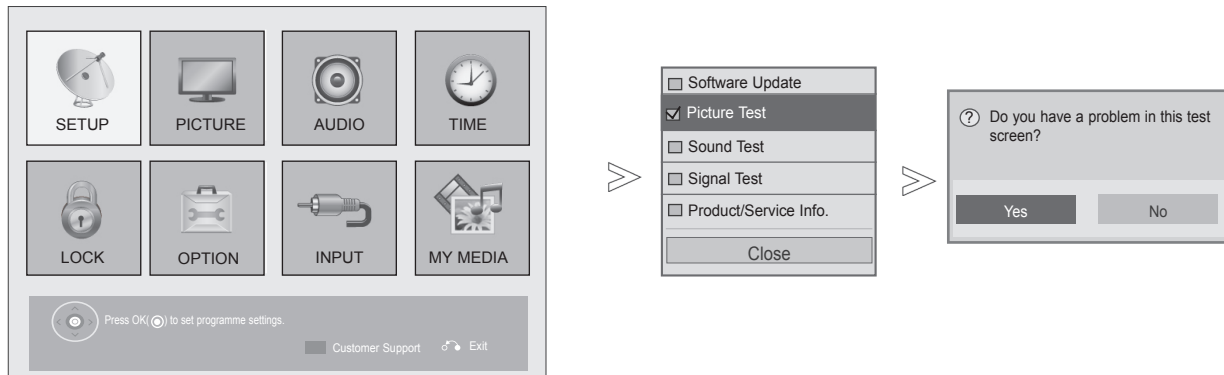 SETUP
PICTURE
AUDIO
TIME
LOCK
OPTION
INPUT
MY MEDIA
Press OK(◉) to set programme settings.
Customer Support
Exit
Software Update
Picture Test
Sound Test
Signal Test
Product/Service Info.
Close
? Do you have a problem in this test
screen?
Yes
No